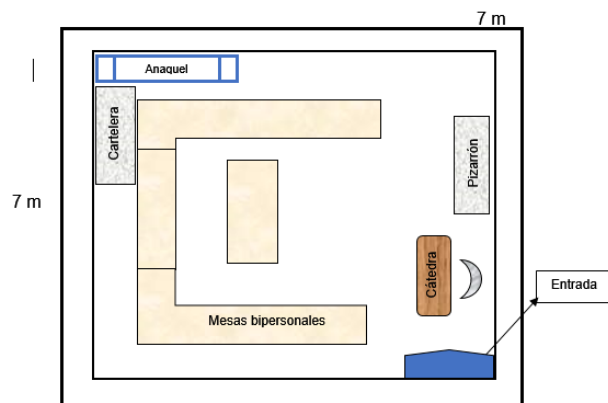 7 m
Anaquel
Cartelera
Pizarrón
7 m
Cátedra
Entrada
Mesas bipersonales